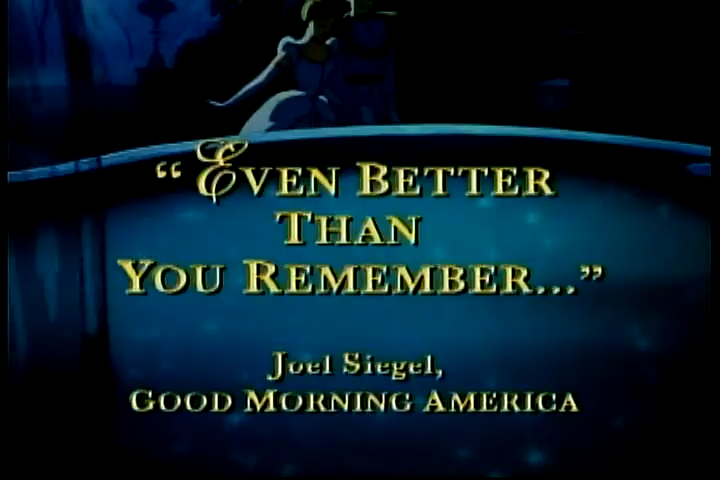 “Even Better
Than
You Remember...”
Joel Siegel,
Good Morning America